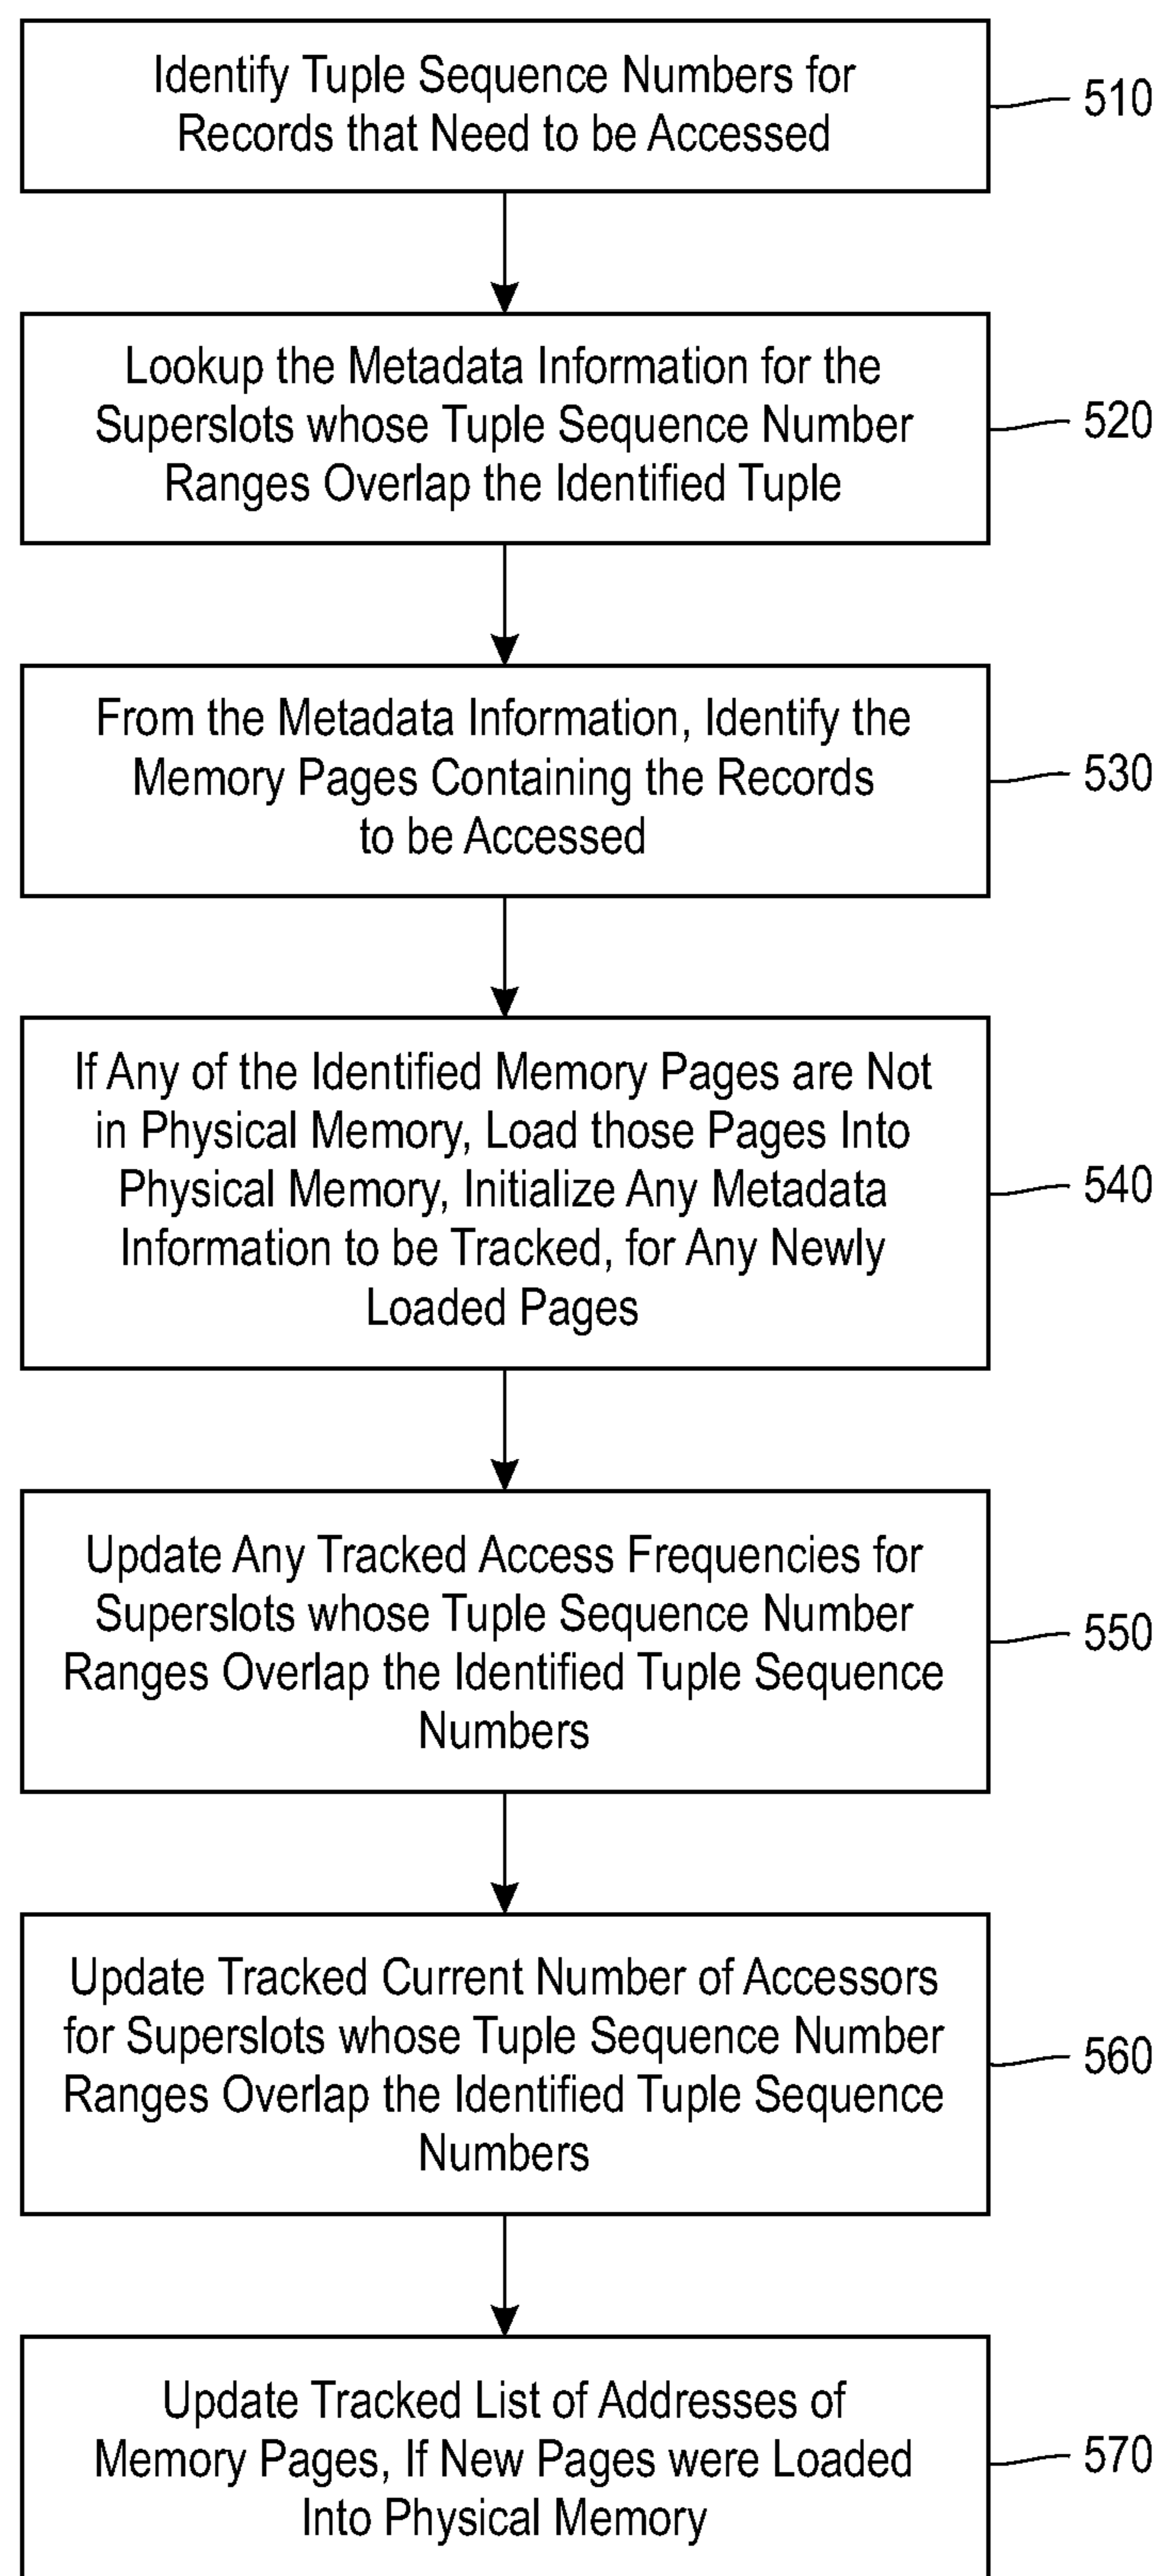 Identify Tuple Sequence Numbers for
Records that Need to be Accessed
510
Lookup the Metadata Information for the
Superslots whose Tuple Sequence Number
Ranges Overlap the Identified Tuple
520
From the Metadata Information, Identify the
Memory Pages Containing the Records
to be Accessed
530
If Any of the Identified Memory Pages are Not
in Physical Memory, Load those Pages Into
Physical Memory, Initialize Any Metadata
Information to be Tracked, for Any Newly
Loaded Pages
540
Update Any Tracked Access Frequencies for
Superslots whose Tuple Sequence Number
Ranges Overlap the Identified Tuple Sequence
Numbers
550
Update Tracked Current Number of Accessors
for Superslots whose Tuple Sequence Number
Ranges Overlap the Identified Tuple Sequence
Numbers
560
Update Tracked List of Addresses of
Memory Pages, If New Pages were Loaded
Into Physical Memory
570